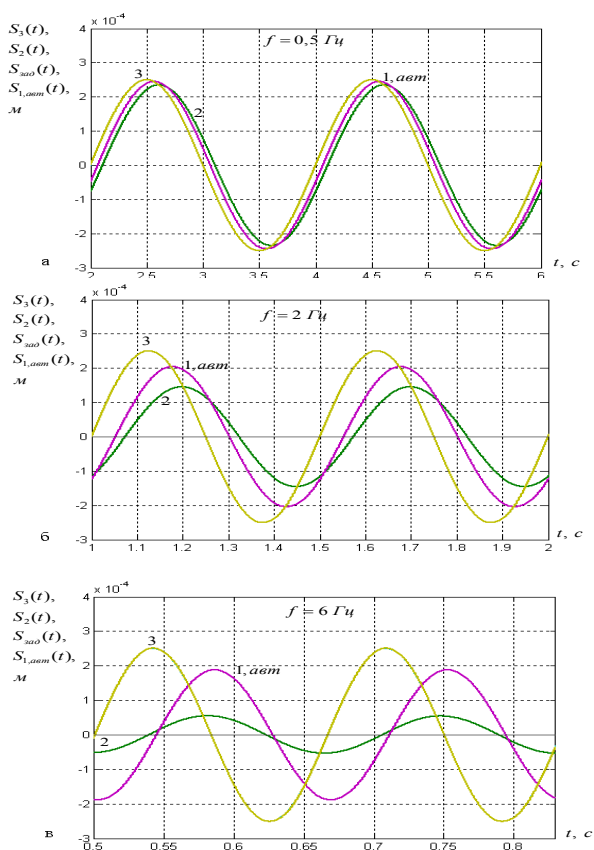 S₃(t),
S₂(t),
Sзад(t),
S₁,авт(t),
м
× 10⁻⁴
f = 0,5 Гц
4
3
2
1
0
-1
-2
-3
3
2
1,авт
2 2.5 3 3.5 4 4.5 5 5.5 6
t, с
а
S₃(t),
S₂(t),
Sзад(t),
S₁,авт(t),
м
× 10⁻⁴
f = 2 Гц
4
3
2
1
0
-1
-2
-3
3
1,авт
2
1 1.1 1.2 1.3 1.4 1.5 1.6 1.7 1.8 1.9 2
t, с
б
S₃(t),
S₂(t),
Sзад(t),
S₁,авт(t),
м
× 10⁻⁴
f = 6 Гц
4
3
2
1
0
-1
-2
-3
3
1,авт
2
0.5 0.55 0.6 0.65 0.7 0.75 0.8
t, с
в